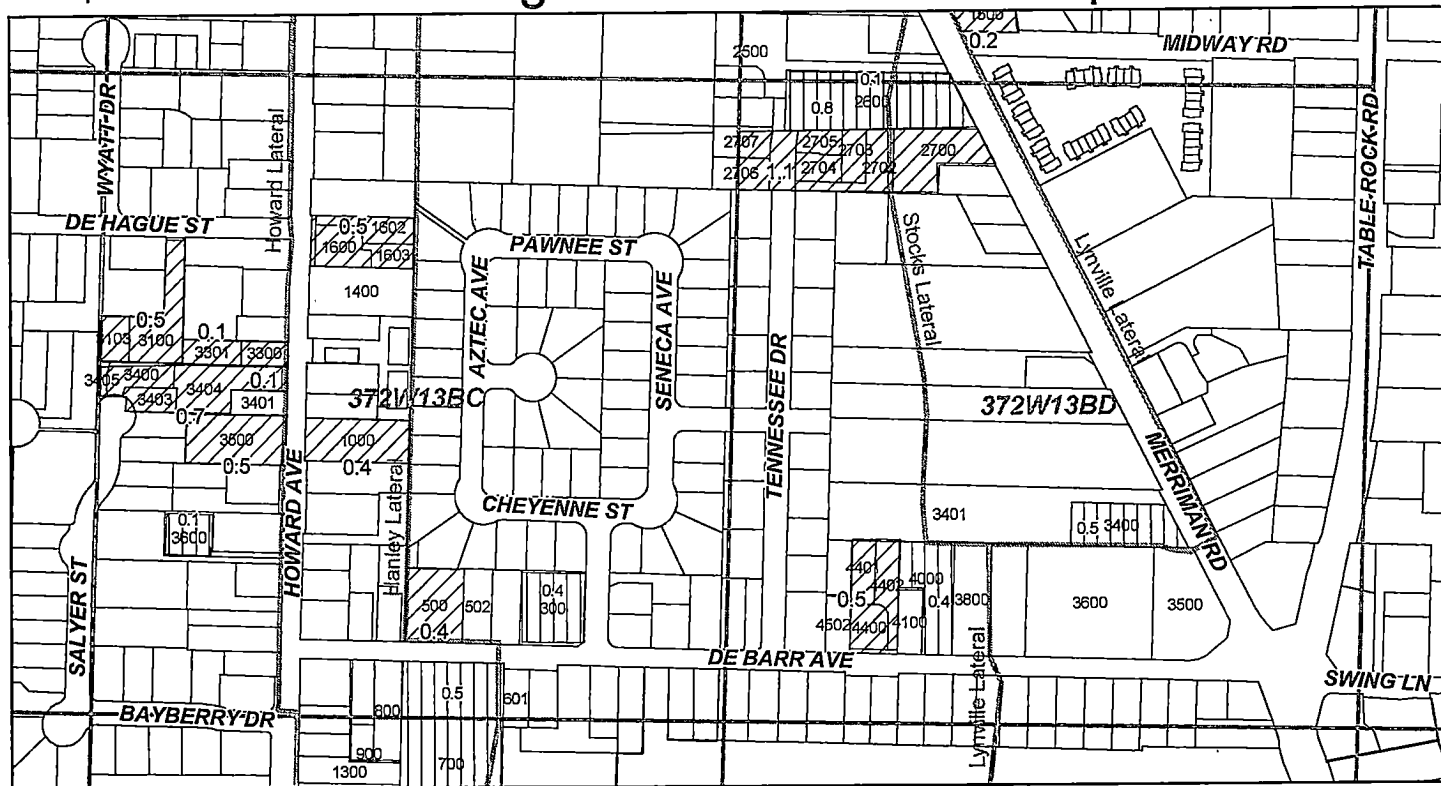 1500
0.2
MIDWAY RD
2500
0.1
0.8
2600
WYATT DR
Howard Lateral
TABLE ROCK RD
2707
2705
2703
2700
2706
1.1
2704
2702
DE HAGUE ST
0.5
1602
1600
1603
PAWNEE ST
Stocks Lateral
Lynville Lateral
1400
AZTEC AVE
SENECA AVE
TENNESSEE DR
0.5
3103
3100
0.1
3301
3300
3405
3400
3404
0.1
3403
3401
372W13BC
372W13BD
0.7
3500
1000
0.5
0.4
MERRIMAN RD
HOWARD AVE
Hanley Lateral
CHEYENNE ST
0.1
3600
3401
0.5
3400
SALYER ST
500
502
0.4
300
0.4
4401
4402
4000
0.5
0.4
3800
3600
3500
4502
4400
4100
DE BARR AVE
Lynville Lateral
SWING LN
0.5
601
800
BAYBERRY DR
900
1300
700